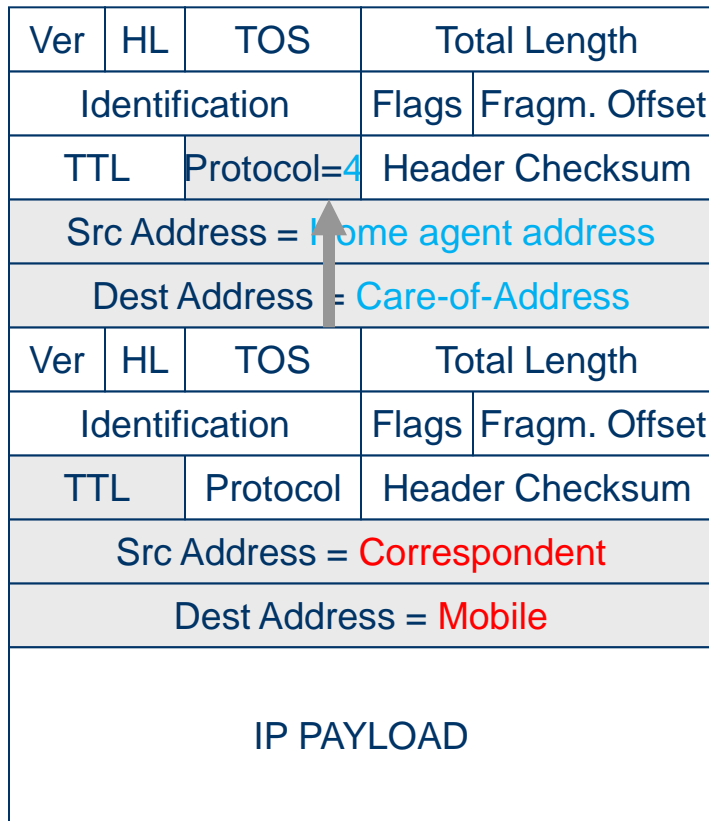 Ver HL TOS Total Length
Identification Flags Fragm. Offset
TTL Protocol=4 Header Checksum
Src Address = Home agent address
Dest Address = Care-of-Address
Ver HL TOS Total Length
Identification Flags Fragm. Offset
TTL Protocol Header Checksum
Src Address = Correspondent
Dest Address = Mobile
IP PAYLOAD